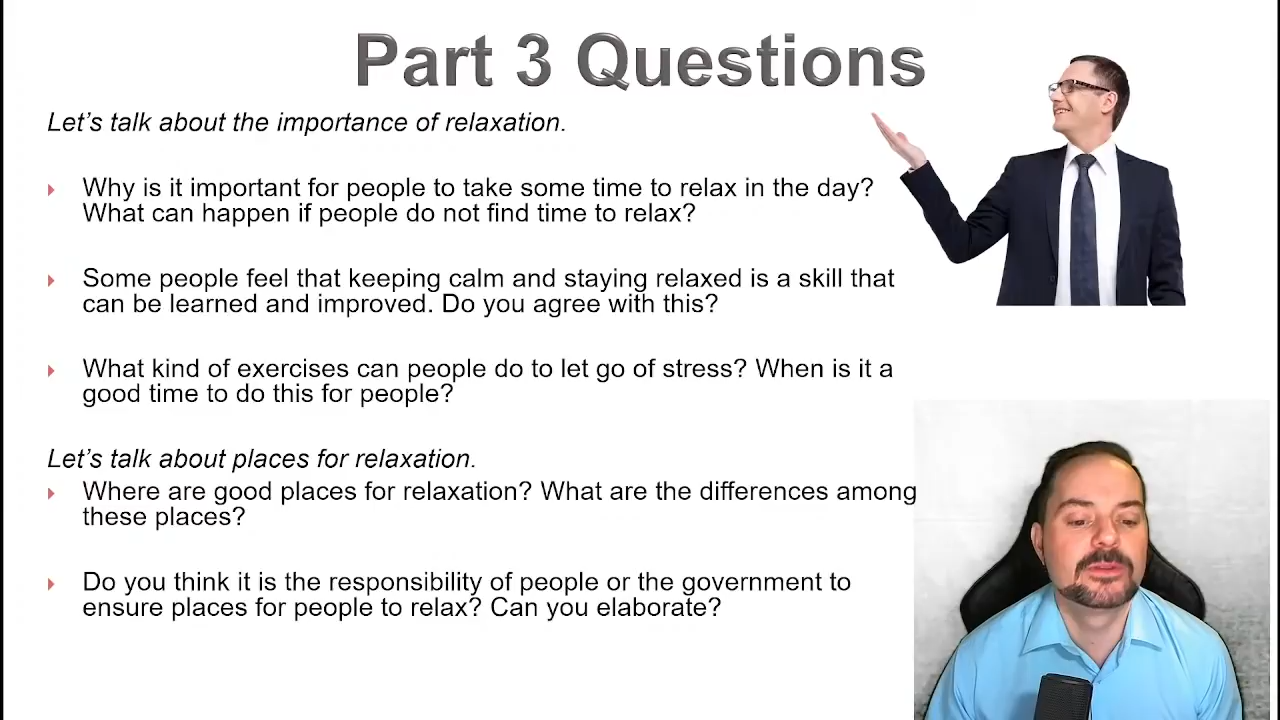 Part 3 Questions
Let's talk about the importance of relaxation.
Why is it important for people to take some time to relax in the day?
What can happen if people do not find time to relax?
Some people feel that keeping calm and staying relaxed is a skill that
can be learned and improved. Do you agree with this?
What kind of exercises can people do to let go of stress? When is it a
good time to do this for people?
Let's talk about places for relaxation.
Where are good places for relaxation? What are the differences among
these places?
Do you think it is the responsibility of people or the government to
ensure places for people to relax? Can you elaborate?